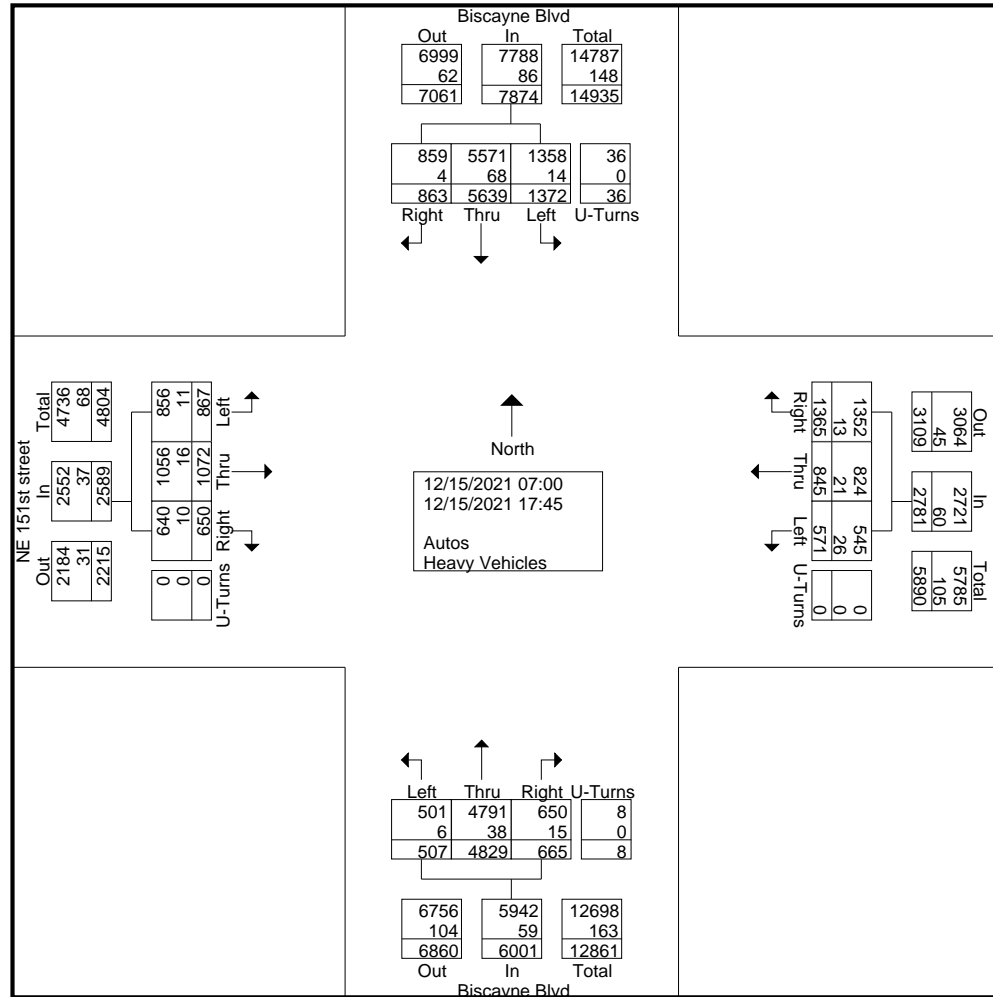 Biscayne Blvd
Out In Total
6999 7788 14787
62 86 148
7061 7874 14935
859 5571 1358 36
4 68 14 0
863 5639 1372 36
Right Thru Left U-Turns
NE 151st street
Total In Out
4736 2552 2184
68 37 31
4804 2589 2215
856 1056 640 0
11 16 10 0
867 1072 650 0
Left Thru Right U-Turns
North
12/15/2021 07:00
12/15/2021 17:45
Autos
Heavy Vehicles
Out In Total
3064 2721 5785
45 60 105
3109 2781 5890
1352 824 545 0
13 21 26 0
1365 845 571 0
Right Thru Left U-Turns
Left Thru Right U-Turns
501 4791 650 8
6 38 15 0
507 4829 665 8
6756 5942 12698
104 59 163
6860 6001 12861
Out In Total
Biscayne Blvd